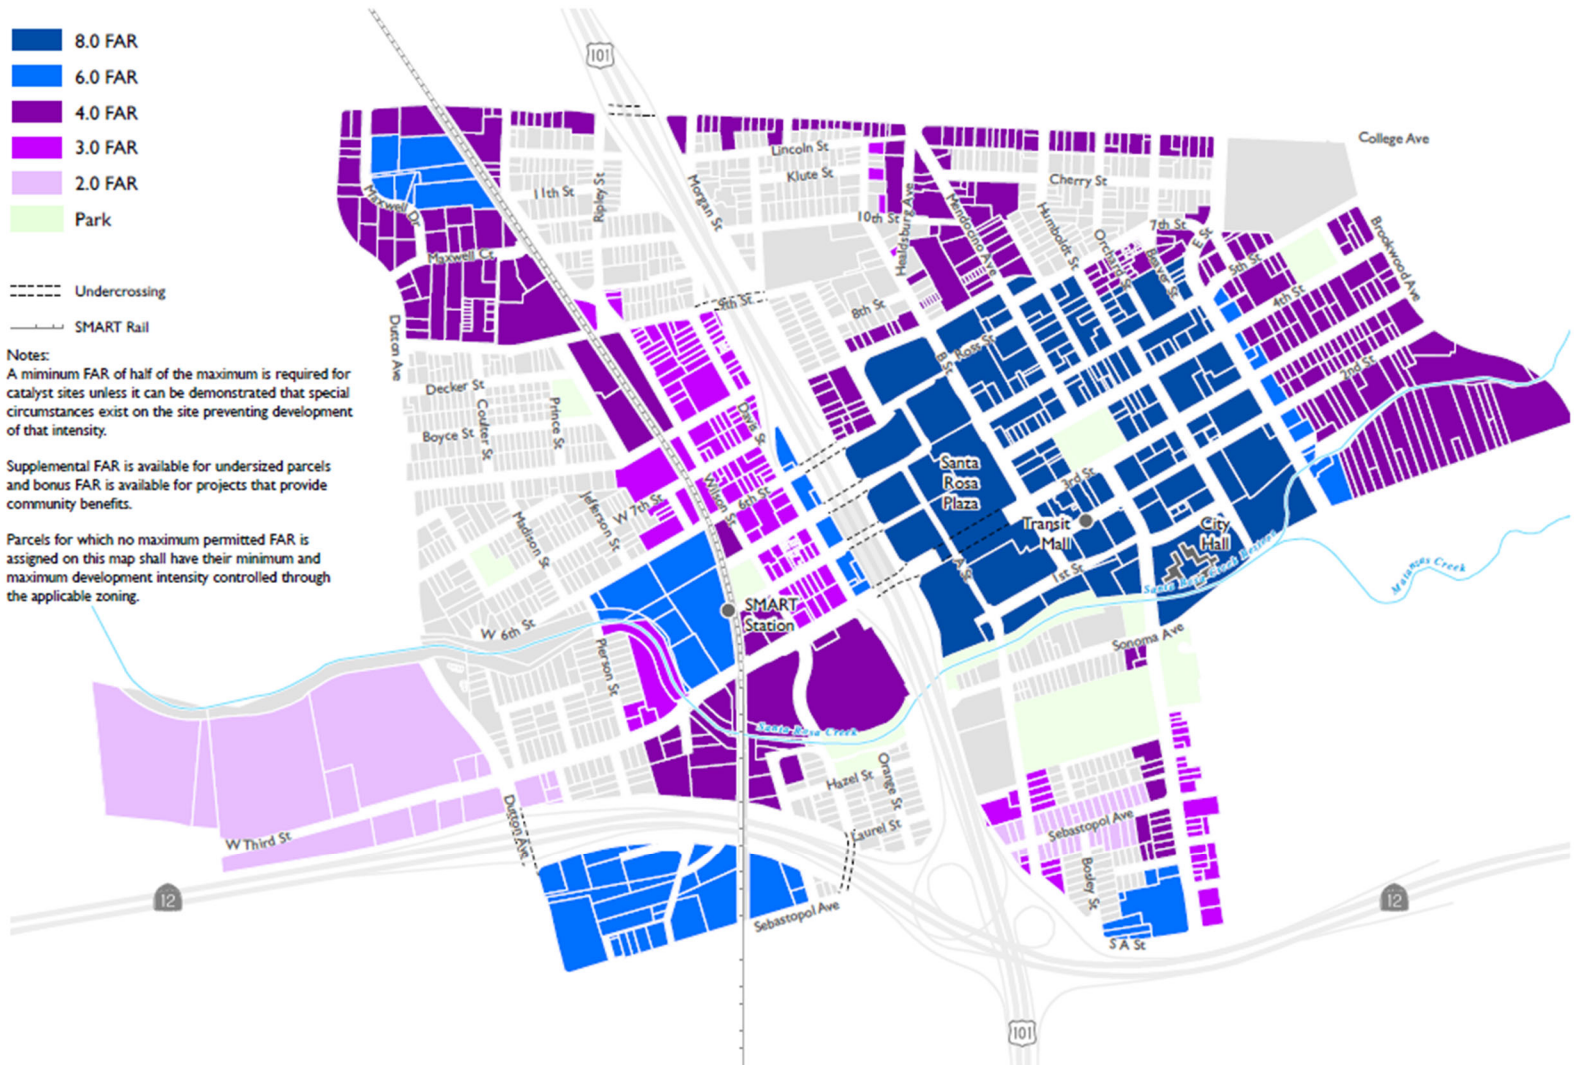 8.0 FAR
6.0 FAR
4.0 FAR
3.0 FAR
2.0 FAR
Park
Undercrossing
SMART Rail
Notes:
A miminum FAR of half of the maximum is required for
catalyst sites unless it can be demonstrated that special
circumstances exist on the site preventing development
of that intensity.
Supplemental FAR is available for undersized parcels
and bonus FAR is available for projects that provide
community benefits.
Parcels for which no maximum permitted FAR is
assigned on this map shall have their minimum and
maximum development intensity controlled through
the applicable zoning.
101
College Ave
Lincoln St
Klute St
Cherry St
11th St
Ripley St
Morgan St
10th St
Healdsburg Ave
Mendocino Ave
Humboldt St
Orchard St
7th St
Beaver St
E St
Brookwood Ave
Maxwell Dr
Maxwell Ct
5th St
4th St
9th St
8th St
Dutton Ave
B St
Ross St
2nd St
Decker St
Coulter St
Prince St
Boyce St
Davis St
Santa
Rosa
Plaza
3rd St
Wilson St
6th St
Jefferson St
W 7th St
Madison St
Transit
Mall
City
Hall
A St
1st St
Santa Rosa Creek Reserve
Matanzas Creek
SMART
Station
W 6th St
Pierson St
Sonoma Ave
Santa Rosa Creek
Hazel St
Orange St
Laurel St
Sebastopol Ave
Bosley St
W Third St
Dutton Ave
12
Sebastopol Ave
S A St
12
101